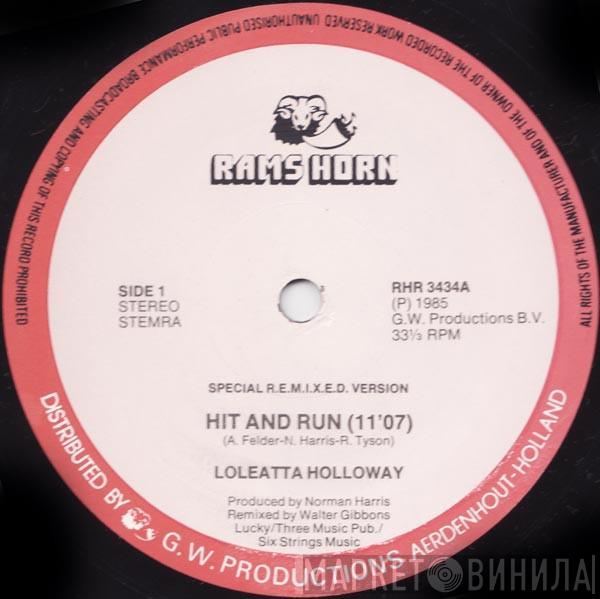 ALL RIGHTS OF THE MANUFACTURER AND OF THE OWNER OF THE RECORDED WORK RESERVED UNAUTHORISED PUBLIC PERFORMANCE BROADCASTING AND COPYING OF THIS RECORD PROHIBITED
RAMS HORN
SIDE 1
STEREO
STEMRA
RHR 3434A
(P) 1985
G.W. Productions B.V.
33⅓ RPM
SPECIAL R.E.M.I.X.E.D. VERSION
HIT AND RUN (11'07)
(A. Felder-N. Harris-R. Tyson)
LOLEATTA HOLLOWAY
Produced by Norman Harris
Remixed by Walter Gibbons
Lucky/Three Music Pub./
Six Strings Music
DISTRIBUTED BY G.W. PRODUCTIONS AERDENHOUT-HOLLAND
МАРКЕТ ВИНИЛА